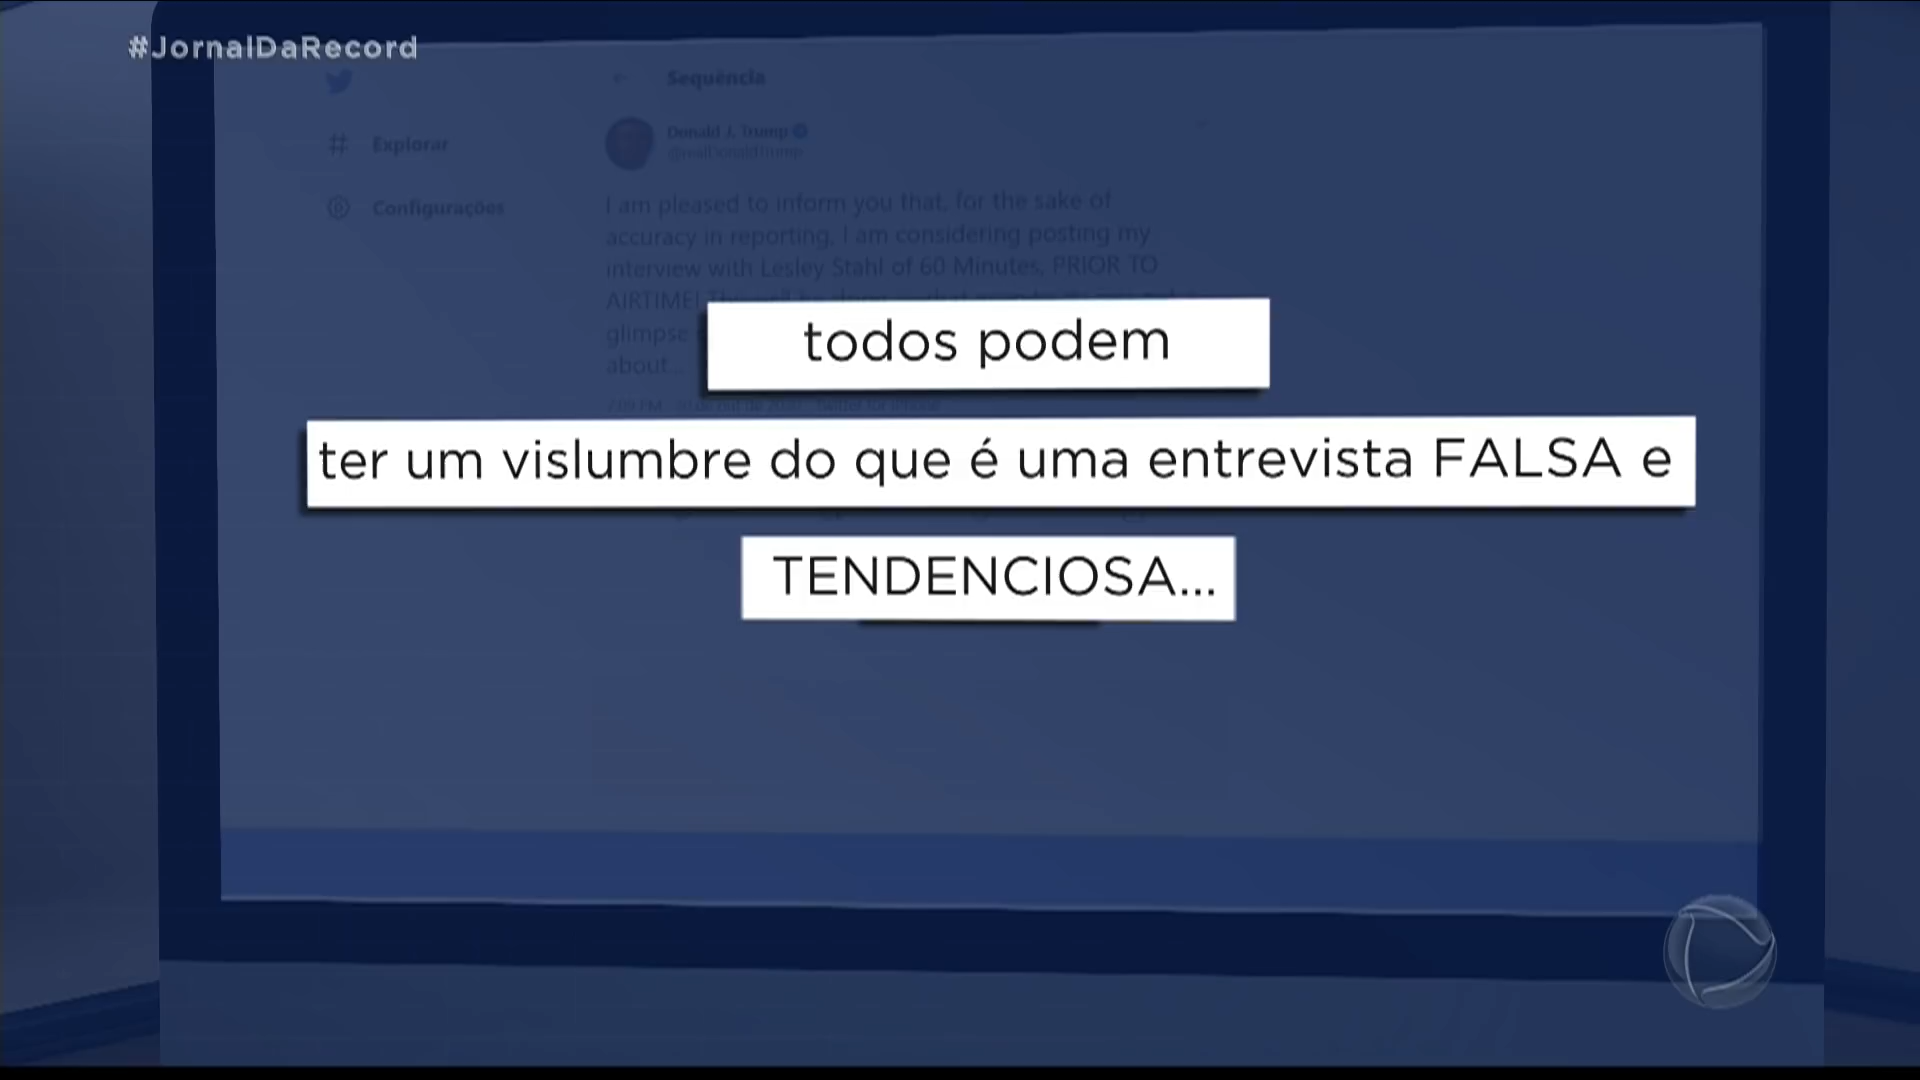 #JornalDaRecord
Sequência
Donald J. Trump
@realDonaldTrump
Explorar
Configurações
I am pleased to inform you that, for the sake of
accuracy in reporting, I am considering posting my
interview with Lesley Stahl of 60 Minutes, PRIOR TO
AIRTIME!
glimpse
about...
todos podem
ter um vislumbre do que é uma entrevista FALSA e
TENDENCIOSA...